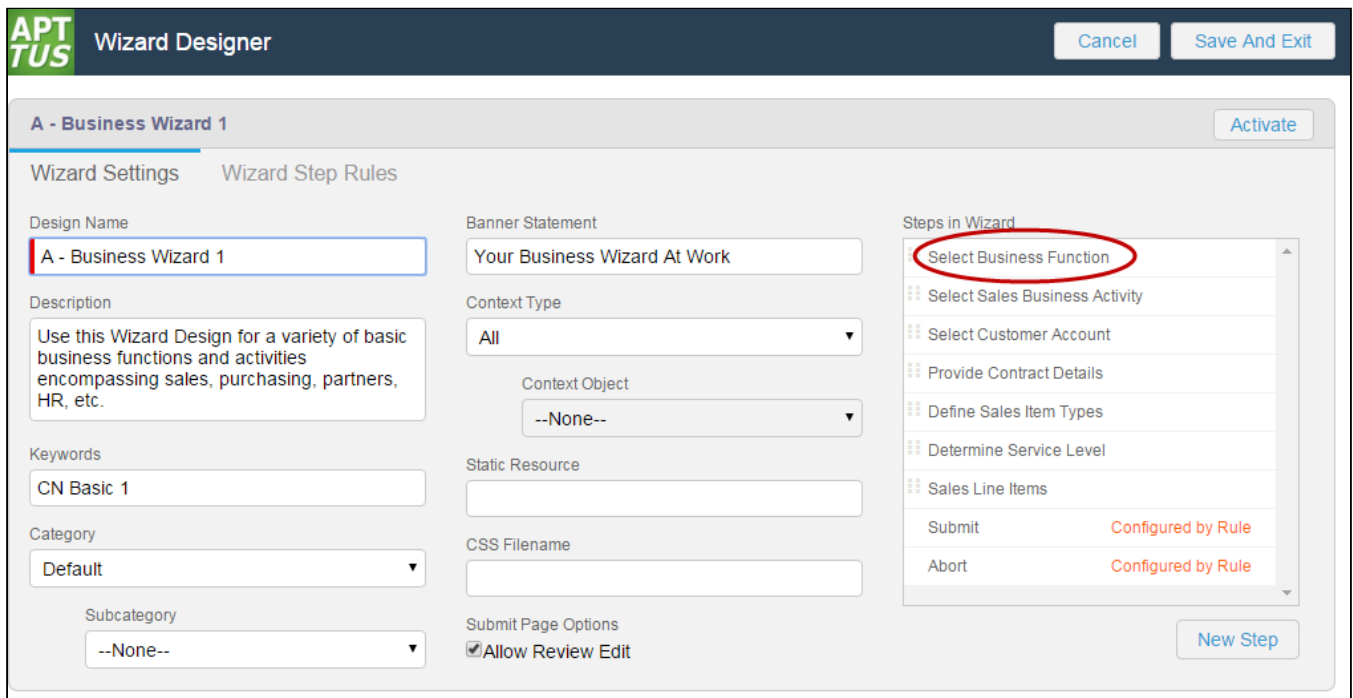 APT
TUS
Wizard Designer
Cancel
Save And Exit
A - Business Wizard 1
Activate
Wizard Settings
Wizard Step Rules
Design Name
A - Business Wizard 1
Description
Use this Wizard Design for a variety of basic
business functions and activities
encompassing sales, purchasing, partners,
HR, etc.
Keywords
CN Basic 1
Category
Default
Subcategory
--None--
Banner Statement
Your Business Wizard At Work
Context Type
All
Context Object
--None--
Static Resource
CSS Filename
Submit Page Options
Allow Review Edit
Steps in Wizard
Select Business Function
Select Sales Business Activity
Select Customer Account
Provide Contract Details
Define Sales Item Types
Determine Service Level
Sales Line Items
Submit Configured by Rule
Abort Configured by Rule
New Step